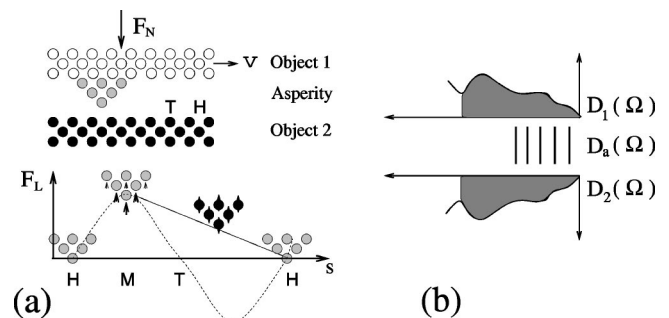 F_N
V
Object 1
Asperity
T H
Object 2
F_L
H M T H
s
(a)
D_1(Ω)
D_a(Ω)
D_2(Ω)
(b)